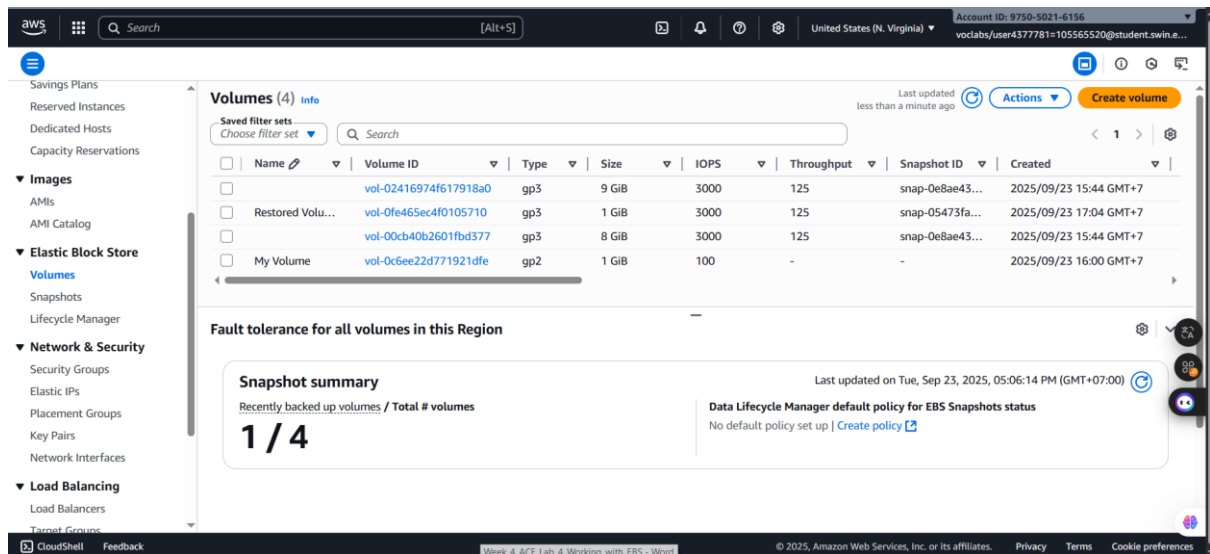 aws
Search [Alt+S]
United States (N. Virginia)
Account ID: 9750-5021-6156
voclabs/user4377781=105565520@student.swin.e...
Savings Plans
Reserved Instances
Dedicated Hosts
Capacity Reservations
Images
AMIs
AMI Catalog
Elastic Block Store
Volumes
Snapshots
Lifecycle Manager
Network & Security
Security Groups
Elastic IPs
Placement Groups
Key Pairs
Network Interfaces
Load Balancing
Load Balancers
Target Groups
Volumes (4) Info
Last updated
less than a minute ago
Actions
Create volume
Saved filter sets
Choose filter set
Search
1
Name Volume ID Type Size IOPS Throughput Snapshot ID Created
vol-02416974f617918a0 gp3 9 GiB 3000 125 snap-0e8ae43... 2025/09/23 15:44 GMT+7
Restored Volu... vol-0fe465ec4f0105710 gp3 1 GiB 3000 125 snap-05473fa... 2025/09/23 17:04 GMT+7
vol-00cb40b2601fbd377 gp3 8 GiB 3000 125 snap-0e8ae43... 2025/09/23 15:44 GMT+7
My Volume vol-0c6ee22d771921dfe gp2 1 GiB 100 - - 2025/09/23 16:00 GMT+7
Fault tolerance for all volumes in this Region
Snapshot summary
Last updated on Tue, Sep 23, 2025, 05:06:14 PM (GMT+07:00)
Recently backed up volumes / Total # volumes
1 / 4
Data Lifecycle Manager default policy for EBS Snapshots status
No default policy set up | Create policy
CloudShell Feedback
Week 4 ACF Lab 4 Working with EBS - Word
© 2025, Amazon Web Services, Inc. or its affiliates. Privacy Terms Cookie preferences